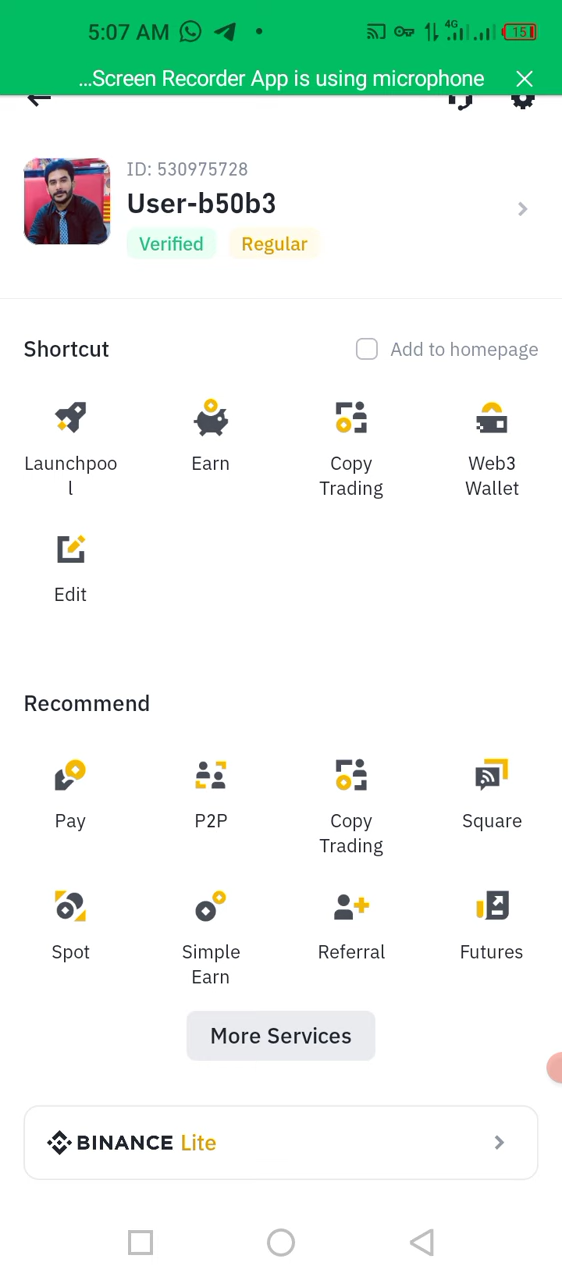 5:07 AM
4G
15
...Screen Recorder App is using microphone
ID: 530975728
User-b50b3
Verified Regular
Shortcut Add to homepage
Launchpoo Earn Copy Web3
l Trading Wallet
Edit
Recommend
Pay P2P Copy Square
Trading
Spot Simple Referral Futures
Earn
More Services
BINANCE Lite